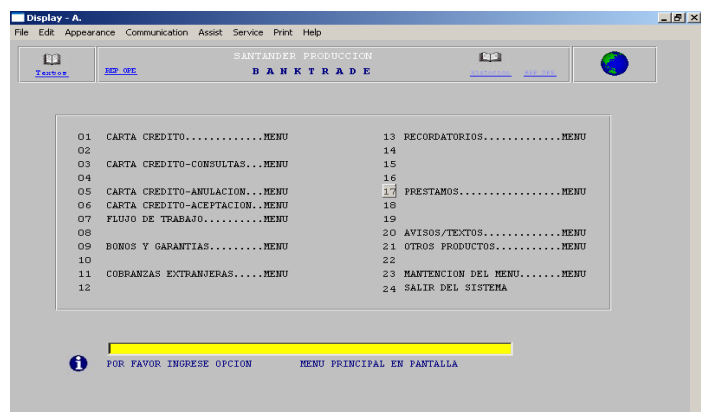 Display - A.
File Edit Appearance Communication Assist Service Print Help
SANTANDER PRODUCCION
Textos REP OPE BANKTRADE
01 CARTA CREDITO.............MENU 13 RECORDATORIOS.............MENU
02 14
03 CARTA CREDITO-CONSULTAS...MENU 15
04 16
05 CARTA CREDITO-ANULACION...MENU 17 PRESTAMOS................MENU
06 CARTA CREDITO-ACEPTACION..MENU 18
07 FLUJO DE TRABAJO..........MENU 19
08 20 AVISOS/TEXTOS............MENU
09 BONOS Y GARANTIAS.........MENU 21 OTROS PRODUCTOS...........MENU
10 22
11 COBRANZAS EXTRANJERAS.....MENU 23 MANTENCION DEL MENU.......MENU
12 24 SALIR DEL SISTEMA
POR FAVOR INGRESE OPCION MENU PRINCIPAL EN PANTALLA